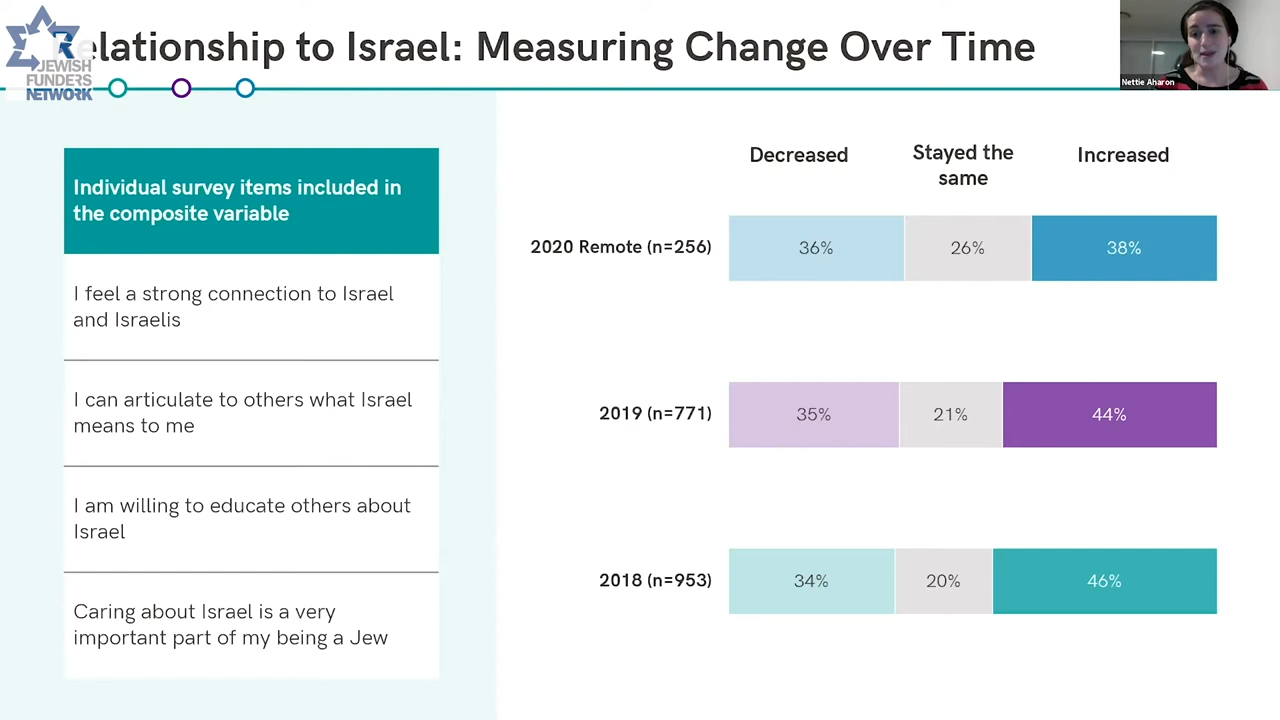 Relationship to Israel: Measuring Change Over Time
JEWISH
FUNDERS
NETWORK
Nettie Aharon
Individual survey items included in
the composite variable
I feel a strong connection to Israel
and Israelis
I can articulate to others what Israel
means to me
I am willing to educate others about
Israel
Caring about Israel is a very
important part of my being a Jew
Decreased
Stayed the
same
Increased
2020 Remote (n=256)
36%
26%
38%
2019 (n=771)
35%
21%
44%
2018 (n=953)
34%
20%
46%